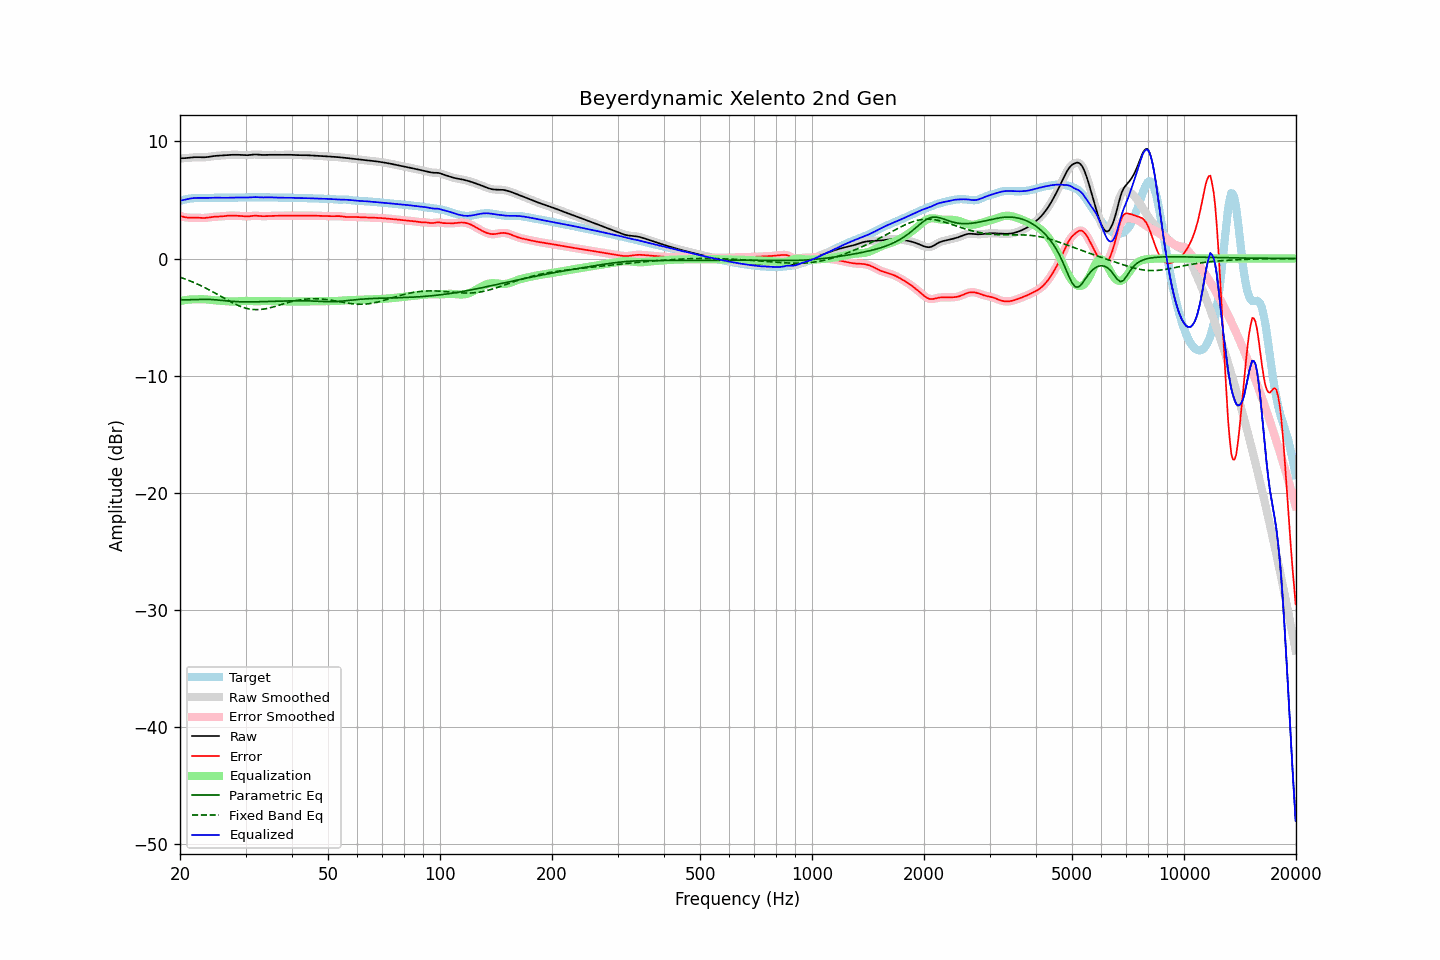 Beyerdynamic Xelento 2nd Gen
10
0
−10
−20
−30
−40
−50
Amplitude (dBr)
Target
Raw Smoothed
Error Smoothed
Raw
Error
Equalization
Parametric Eq
Fixed Band Eq
Equalized
20 50 100 200 500 1000 2000 5000 10000 20000
Frequency (Hz)